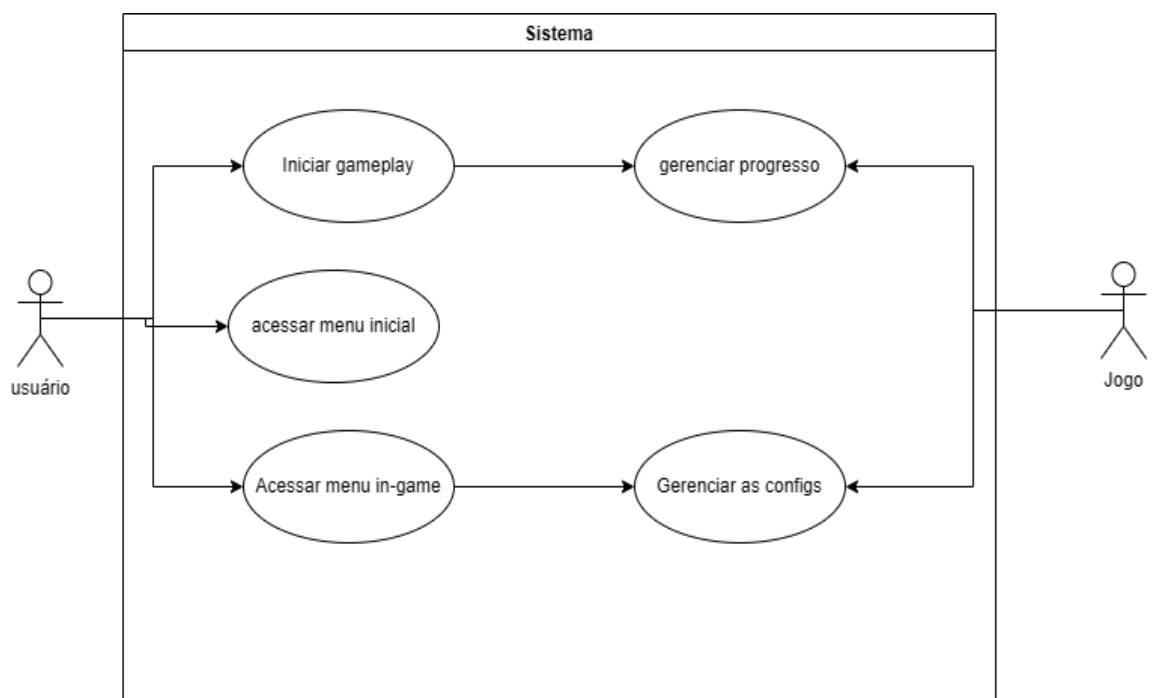 Sistema
Iniciar gameplay
gerenciar progresso
acessar menu inicial
usuário
Jogo
Acessar menu in-game
Gerenciar as configs